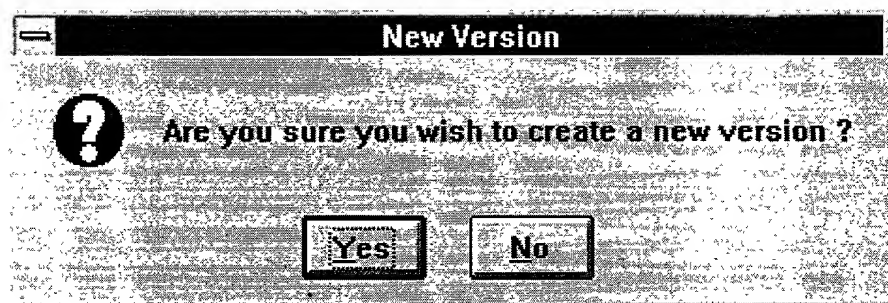 New Version
Are you sure you wish to create a new version ?
Yes
No